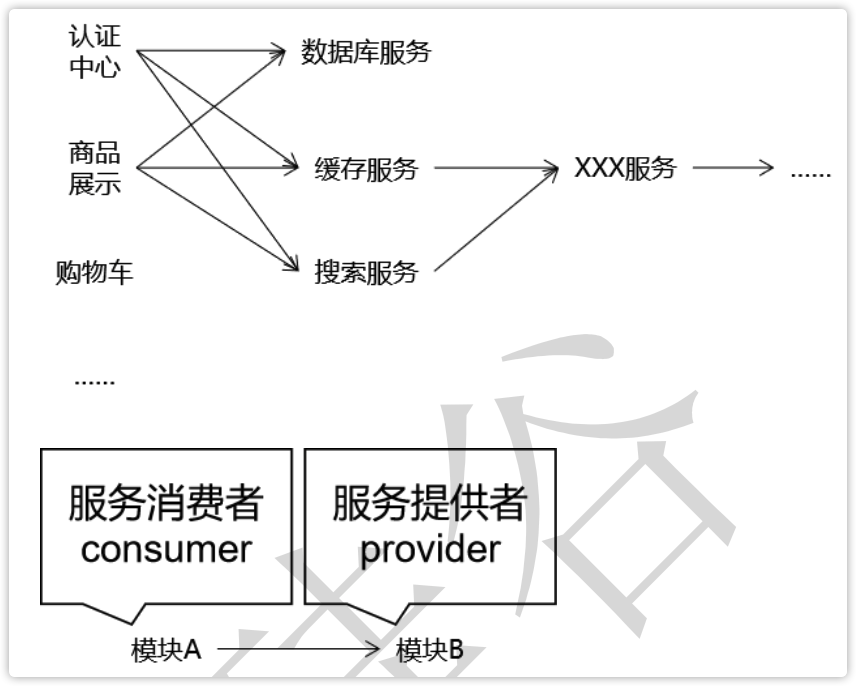 认证
中心
数据库服务
商品
展示
缓存服务
XXX服务
......
购物车
搜索服务
......
服务消费者
consumer
服务提供者
provider
模块A
模块B